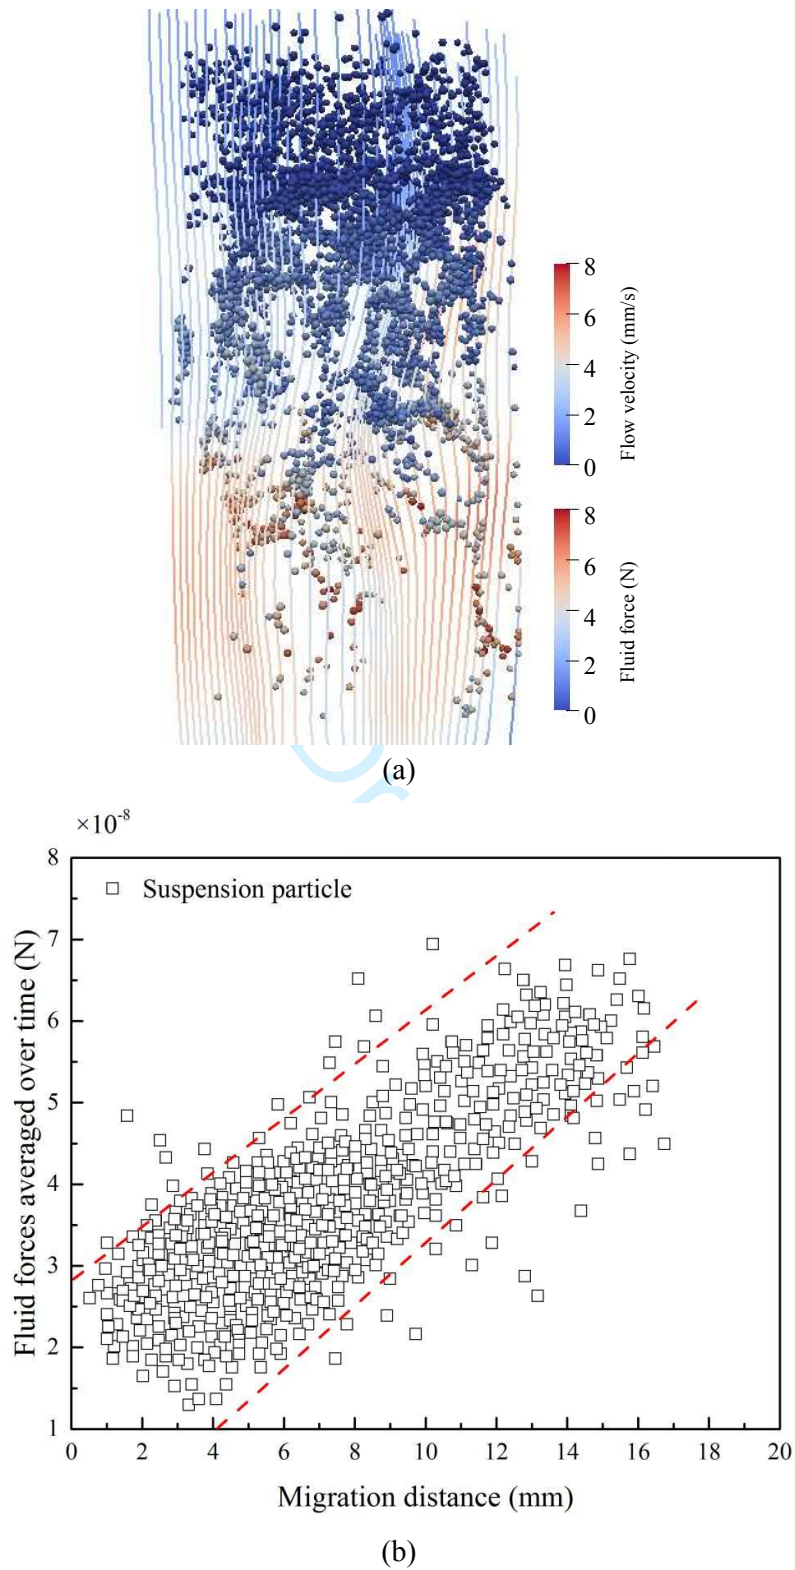 8
6
4
2
0
Flow velocity (mm/s)
8
6
4
2
0
Fluid force (N)
(a)
×10-8
8
7
6
5
4
3
2
1
Suspension particle
Fluid forces averaged over time (N)
0 2 4 6 8 10 12 14 16 18 20
Migration distance (mm)
(b)